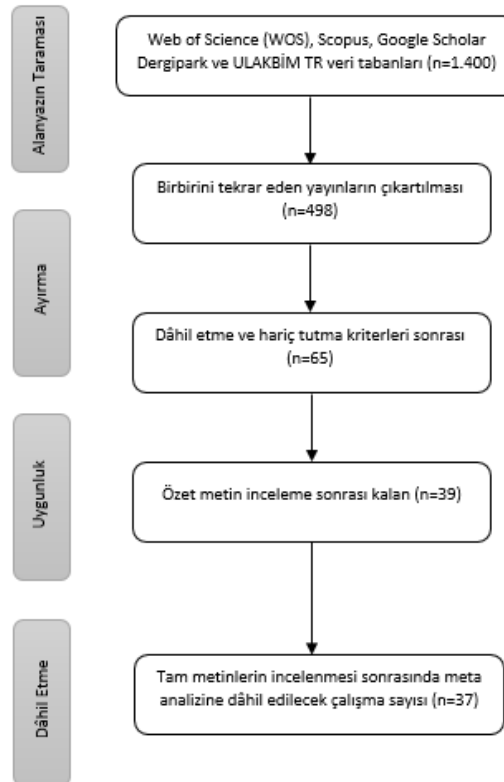 Alanyazın Taraması
Web of Science (WOS), Scopus, Google Scholar
Dergipark ve ULAKBİM TR veri tabanları (n=1.400)
Birbirini tekrar eden yayınların çıkartılması
(n=498)
Ayırma
Dâhil etme ve hariç tutma kriterleri sonrası
(n=65)
Uygunluk
Özet metin inceleme sonrası kalan (n=39)
Dâhil Etme
Tam metinlerin incelenmesi sonrasında meta
analizine dâhil edilecek çalışma sayısı (n=37)